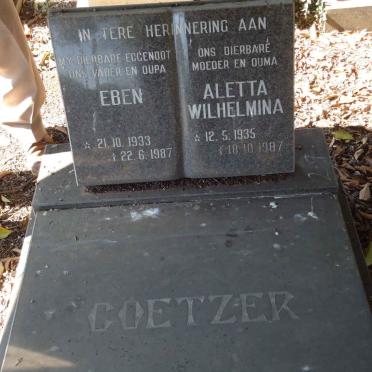 IN TERE HERINNERING AAN
MY DIERBARE EGGENOOT
ONS VADER EN OUPA
EBEN
* 21.10.1933
† 22.6.1987
ONS DIERBARE
MOEDER EN OUMA
ALETTA
WILHELMINA
* 12.5.1935
† 18.10.1987
COETZER